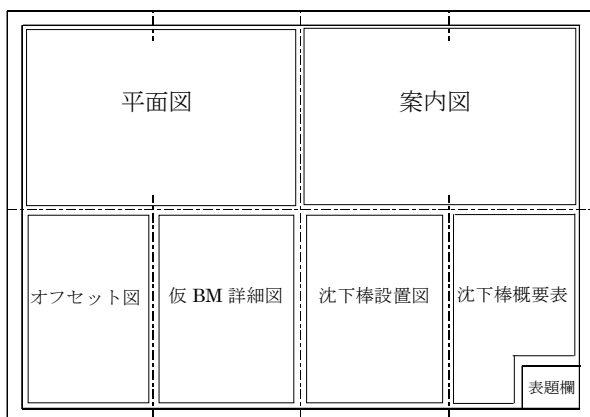 平面図
案内図
オフセット図
仮 BM 詳細図
沈下棒設置図
沈下棒概要表
表題欄